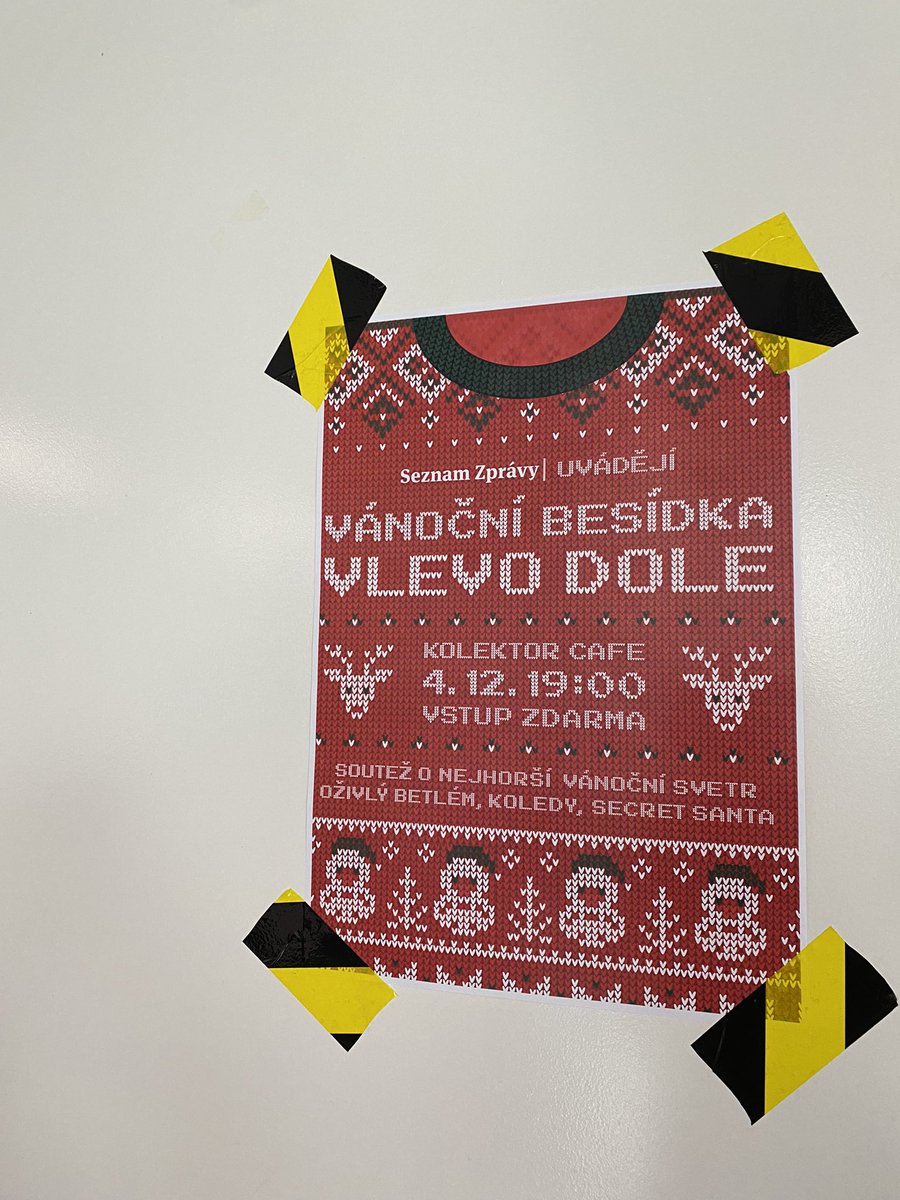 Seznam Zprávy| UVÁDĚJÍ
VÁNOČNÍ BESÍDKA
VLEVO DOLE
KOLEKTOR CAFE
4. 12. 19:00
VSTUP ZDARMA
SOUTEŽ O NEJHORŠÍ VÁNOČNÍ SVETR
OŽIVLÝ BETLÉM, KOLEDY, SECRET SANTA